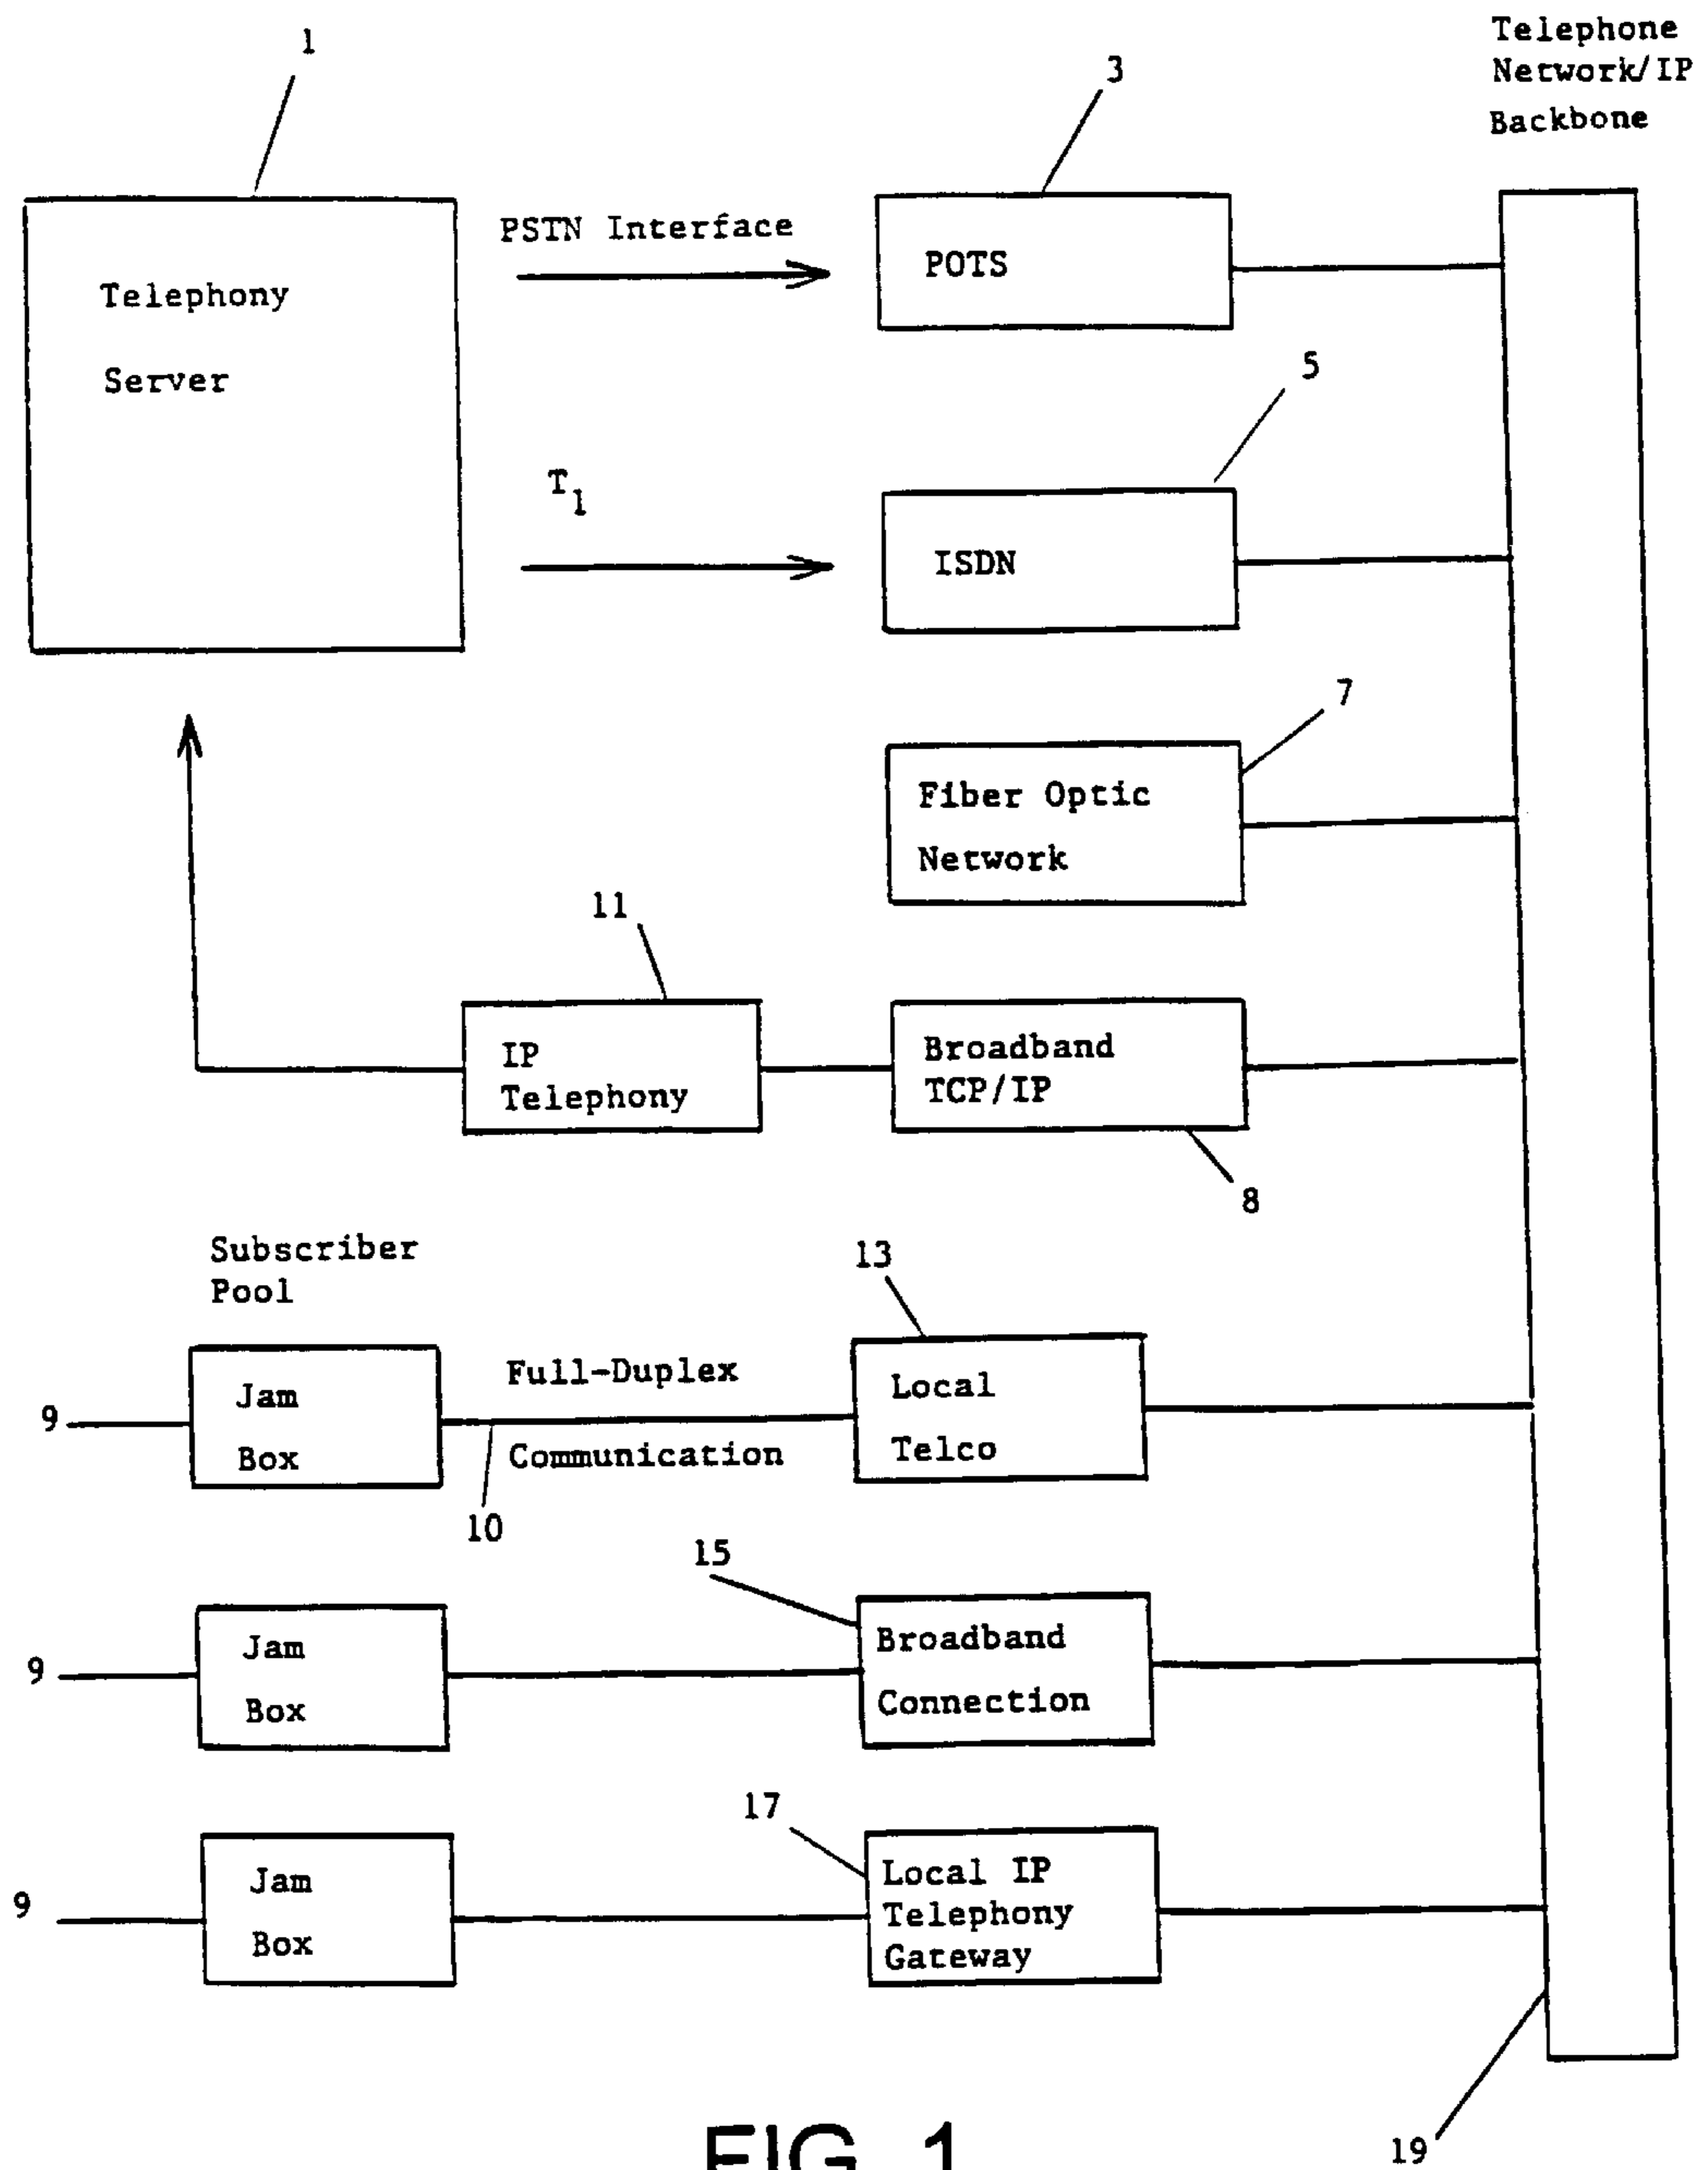 Telephone
Network/IP
Backbone
1
3
PSTN Interface
POTS
Telephony
Server
5
T1
ISDN
7
Fiber Optic
Network
11
IP
Telephony
Broadband
TCP/IP
8
Subscriber
Pool
13
9
Jam
Box
Full-Duplex
Communication
10
Local
Telco
15
9
Jam
Box
Broadband
Connection
17
9
Jam
Box
Local IP
Telephony
Gateway
19
FIG. 1